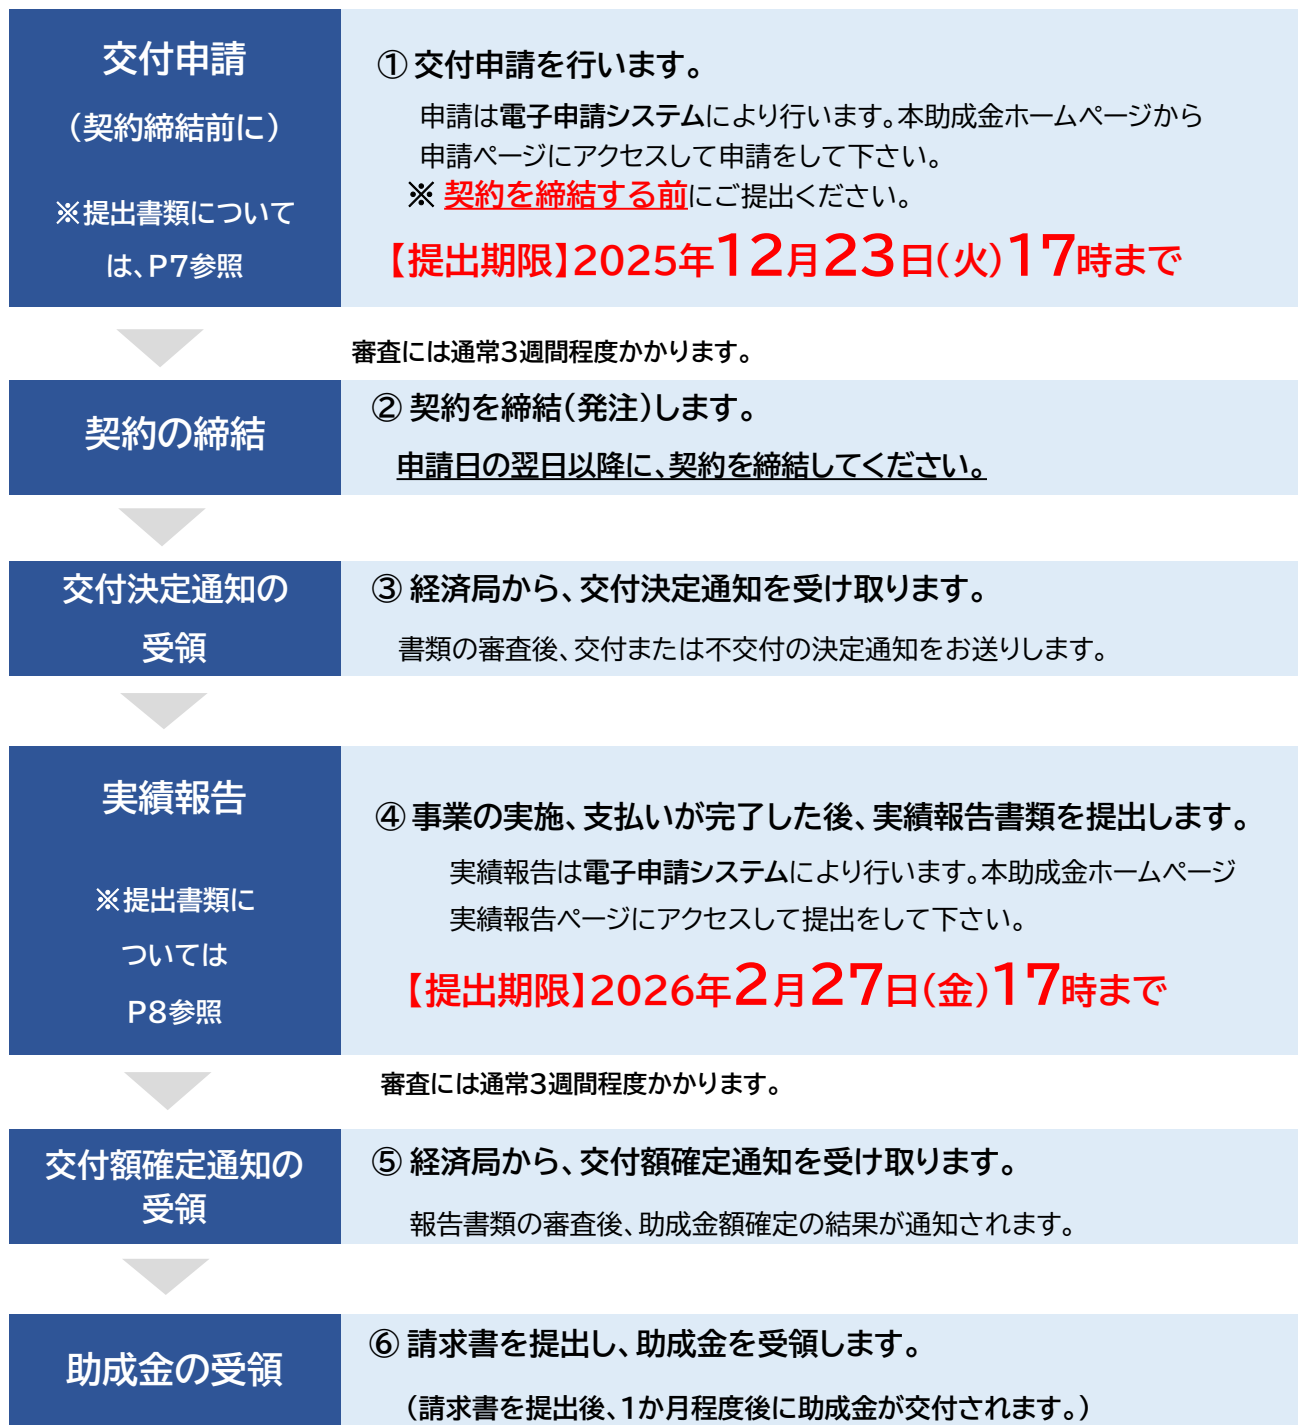 交付申請
（契約締結前に）
※提出書類について
は、P7参照
① 交付申請を行います。
申請は電子申請システムにより行います。本助成金ホームページから
申請ページにアクセスして申請をして下さい。
※ 契約を締結する前にご提出ください。
【提出期限】2025年12月23日（火）17時まで
審査には通常3週間程度かかります。
契約の締結
② 契約を締結（発注）します。
申請日の翌日以降に、契約を締結してください。
交付決定通知の
受領
③ 経済局から、交付決定通知を受け取ります。
書類の審査後、交付または不交付の決定通知をお送りします。
実績報告
※提出書類に
ついては
P8参照
④ 事業の実施、支払いが完了した後、実績報告書類を提出します。
実績報告は電子申請システムにより行います。本助成金ホームページ
実績報告ページにアクセスして提出をして下さい。
【提出期限】2026年2月27日（金）17時まで
審査には通常3週間程度かかります。
交付額確定通知の
受領
⑤ 経済局から、交付額確定通知を受け取ります。
報告書類の審査後、助成金額確定の結果が通知されます。
助成金の受領
⑥ 請求書を提出し、助成金を受領します。
（請求書を提出後、1か月程度後に助成金が交付されます。）